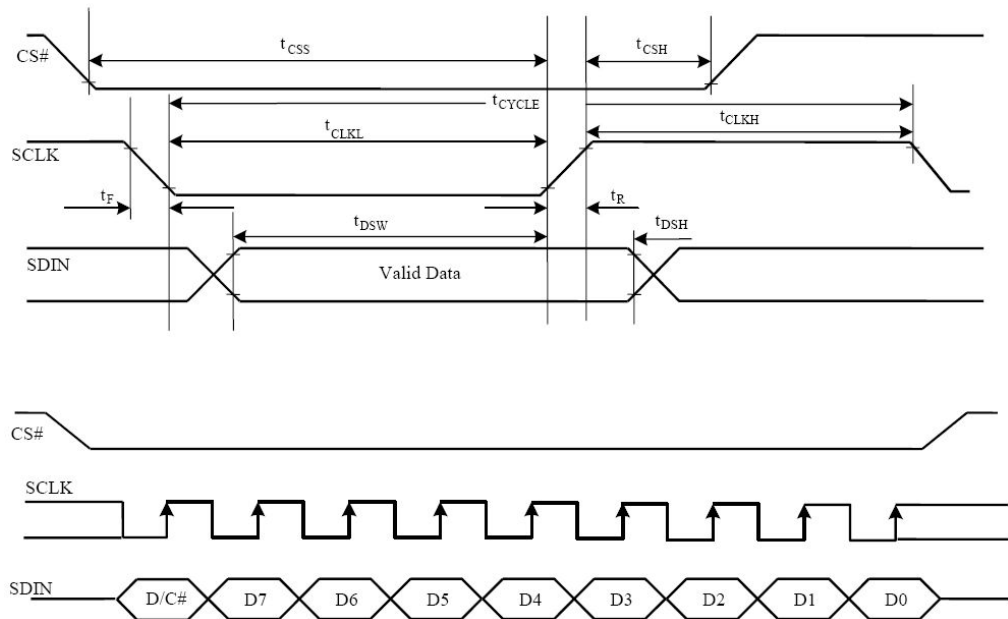 CS#
tCSS
tCSH
tCYCLE
tCLKL
tCLKH
SCLK
tF
tR
tDSW
tDSH
SDIN
Valid Data
CS#
SCLK
SDIN
D/C# D7 D6 D5 D4 D3 D2 D1 D0